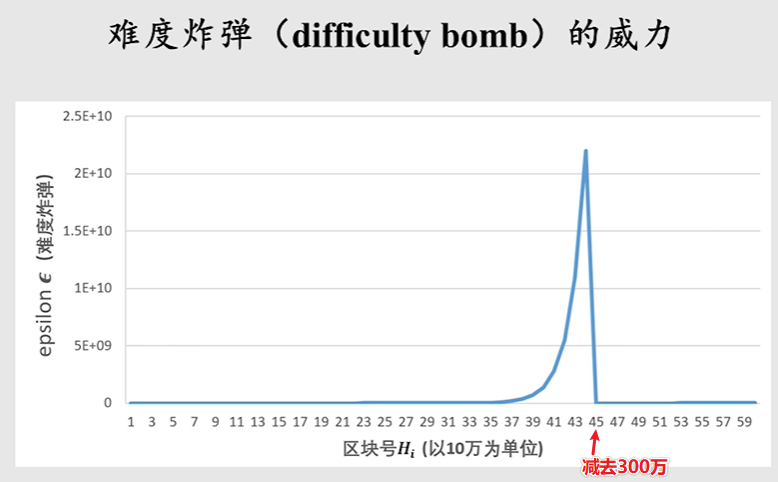 难度炸弹（difficulty bomb）的威力
2.5E+10
2E+10
1.5E+10
1E+10
5E+09
0
epsilon ϵ (难度炸弹)
1 3 5 7 9 11 13 15 17 19 21 23 25 27 29 31 33 35 37 39 41 43 45 47 49 51 53 55 57 59
区块号Hᵢ (以10万为单位)
减去300万